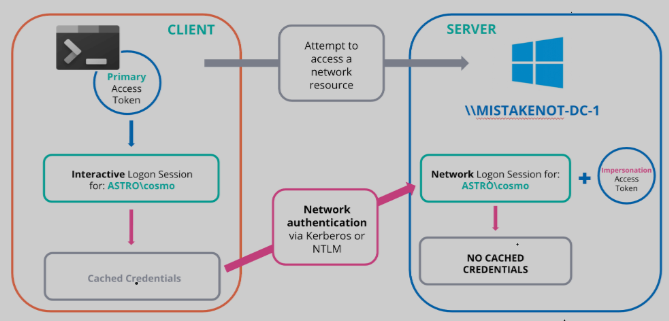 CLIENT
Primary
Access
Token
Interactive Logon Session
for: ASTRO\cosmo
Cached Credentials
Attempt to
access a
network
resource
Network
authentication
via Kerberos or
NTLM
SERVER
\\MISTAKENOT-DC-1
Network Logon Session for:
ASTRO\cosmo
Impersonation
Access
Token
NO CACHED
CREDENTIALS